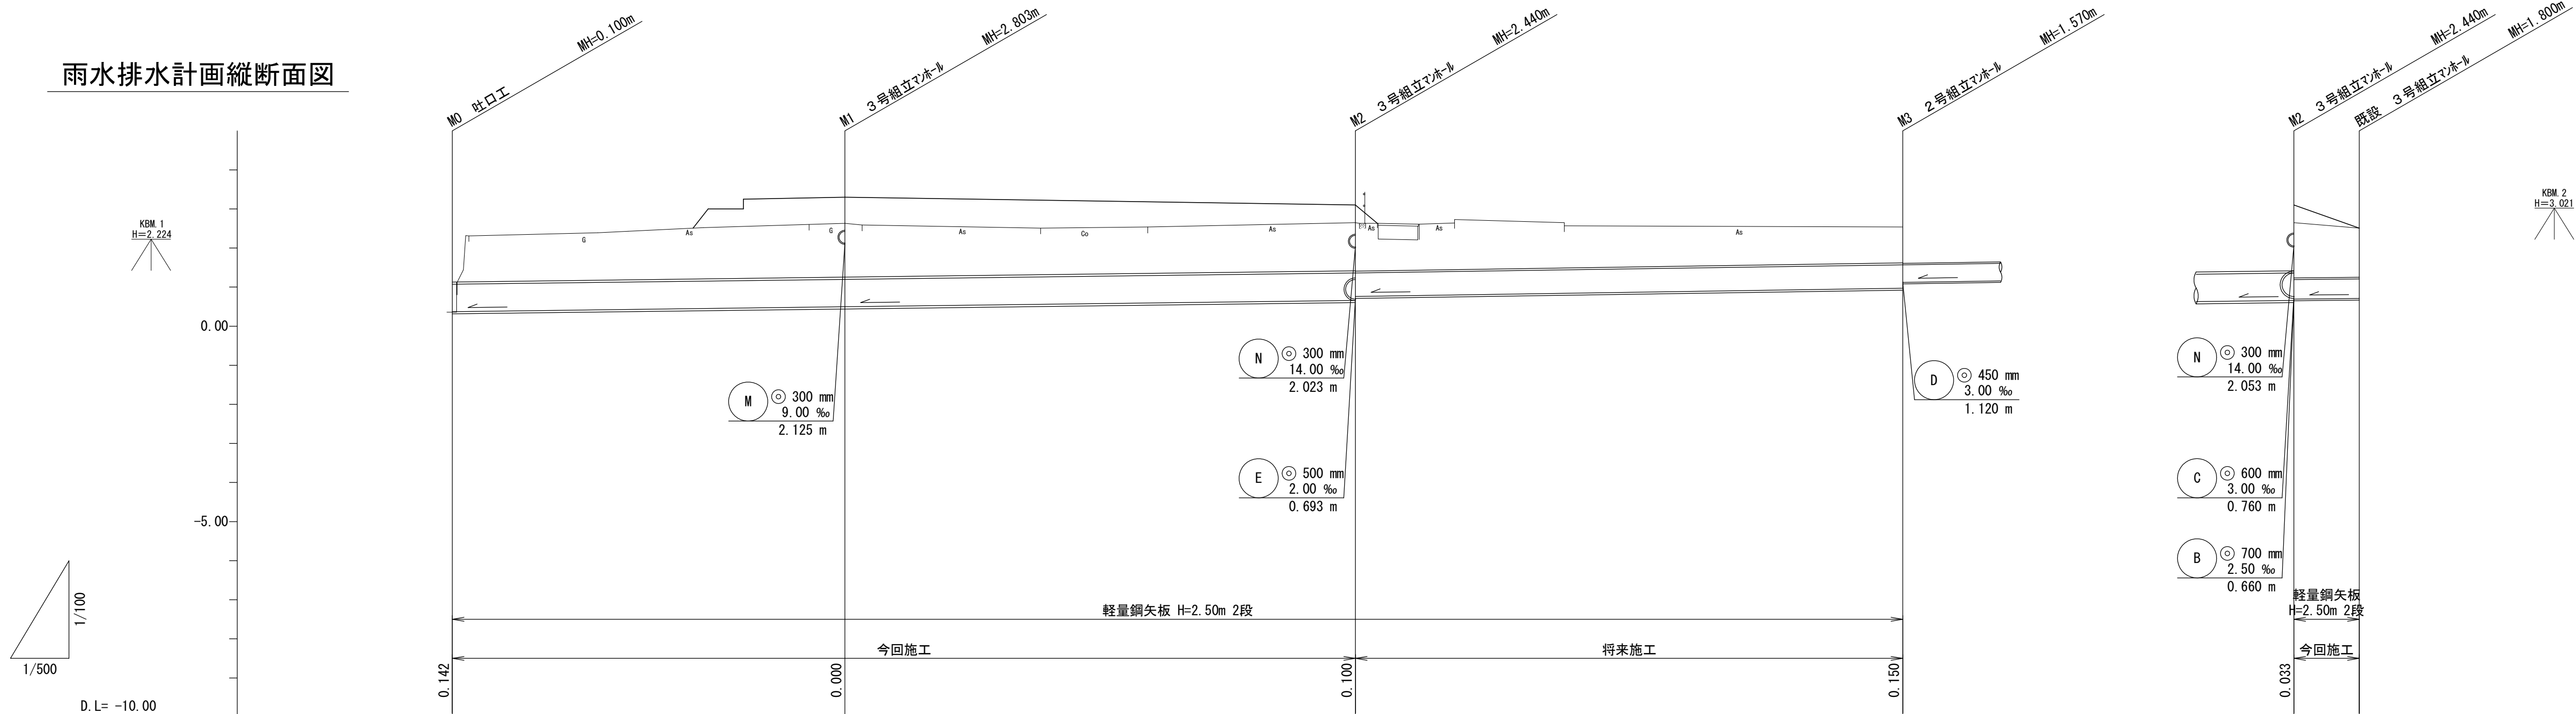 雨水排水計画縦断面図
M0 吐口工 MH=0.100m
M1 3号組立マンホール MH=2.803m
M2 3号組立マンホール MH=2.440m
M3 2号組立マンホール MH=1.570m
M2 3号組立マンホール MH=2.440m
既設 3号組立マンホール MH=1.800m
KBM.1
H=2.224
KBM.2
H=3.021
G
As
G
As
Co
As
As
As
As
0.00
-5.00
M ◎ 300 mm
9.00 ‰
2.125 m
N ◎ 300 mm
14.00 ‰
2.023 m
E ◎ 500 mm
2.00 ‰
0.693 m
D ◎ 450 mm
3.00 ‰
1.120 m
N ◎ 300 mm
14.00 ‰
2.053 m
C ◎ 600 mm
3.00 ‰
0.760 m
B ◎ 700 mm
2.50 ‰
0.660 m
軽量鋼矢板 H=2.50m 2段
軽量鋼矢板
H=2.50m 2段
今回施工
将来施工
今回施工
1/100
1/500
0.142
0.000
0.100
0.150
0.033
D.L= -10.00